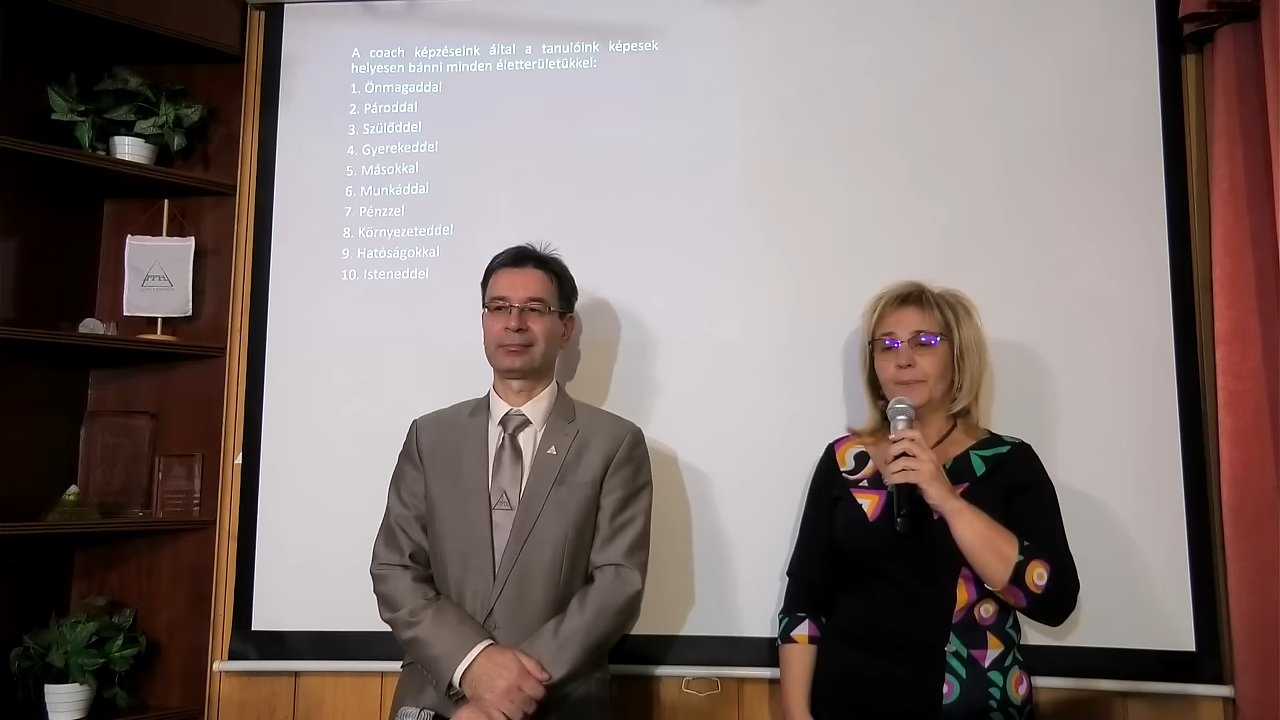 A coach képzéseink által a tanulóink képesek
helyesen bánni minden életterületükkel:
1. Önmagaddal
2. Pároddal
3. Szülőddel
4. Gyerekeddel
5. Másokkal
6. Munkáddal
7. Pénzzel
8. Környezeteddel
9. Hatóságokkal
10. Isteneddel